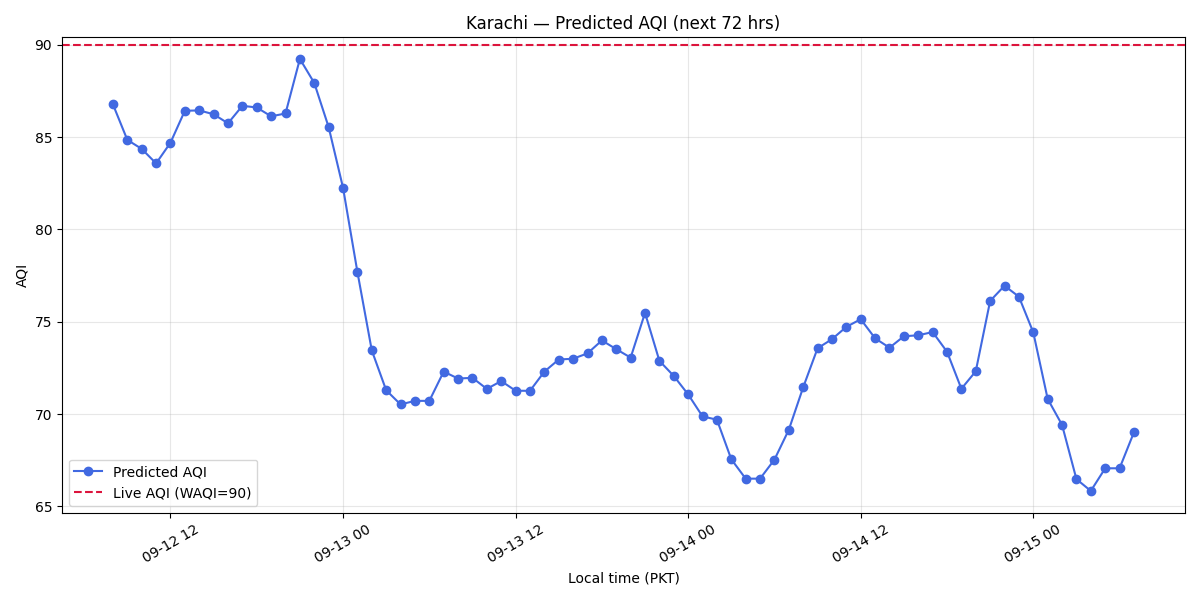 Karachi — Predicted AQI (next 72 hrs)
90
85
80
75
70
65
AQI
Predicted AQI
Live AQI (WAQI=90)
09-12 12
09-13 00
09-13 12
09-14 00
09-14 12
09-15 00
Local time (PKT)